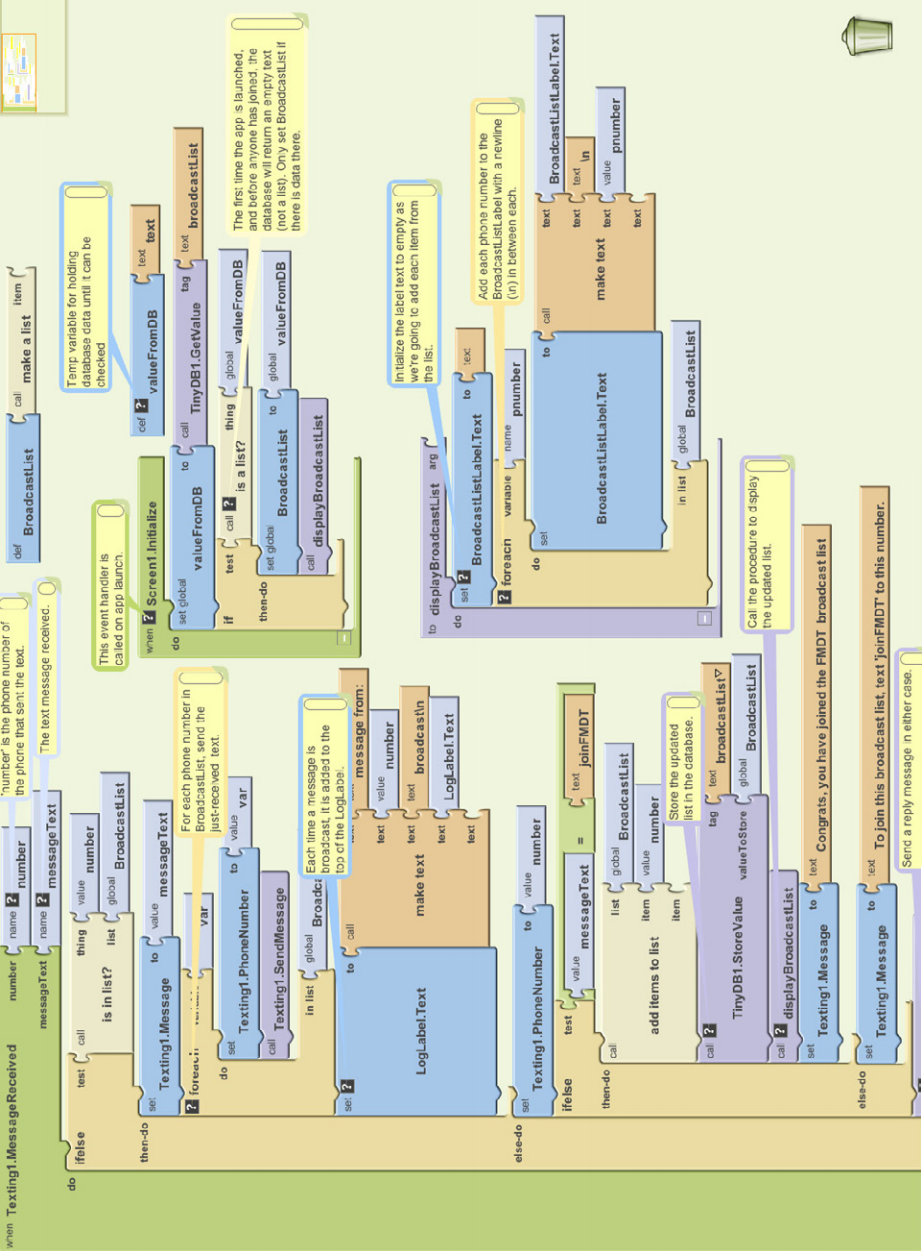 when Texting1.MessageReceived
number
name ? number
'number' is the phone number of
the phone that sent the text.
messageText
name ? messageText
The text message received.
do
ifelse
test
call
is in list?
thing
value number
list
global BroadcastList
then-do
set Texting1.Message
to
value messageText
? foreach
var
For each phone number in
BroadcastList, send the
just-received text.
do
set Texting1.PhoneNumber
to
value var
call Texting1.SendMessage
in list
global
Each time a message is
broadcast, it is added to the
top of the LogLabel.
set ?
LogLabel.Text
to
call
make text
message from:
text
value number
text
text broadcast\n
text
LogLabel.Text
else-do
set Texting1.PhoneNumber
to
value number
ifelse
test
value messageText
=
text joinFMDT
then-do
call
add items to list
list
global BroadcastList
item
value number
item
Store the updated
list in the database.
call ?
TinyDB1.StoreValue
tag
text broadcastList
valueToStore
global BroadcastList
call ? displayBroadcastList
Call the procedure to display
the updated list.
set Texting1.Message
to
text Congrats, you have joined the FMDT broadcast list
else-do
set Texting1.Message
to
text To join this broadcast list, text 'joinFMDT' to this number.
Send a reply message in either case.
def
BroadcastList
call
make a list
item
Temp variable for holding
database data until it can be
checked
def ? valueFromDB
text text
This event handler is
called on app launch.
when ? Screen1.Initialize
do
set global
valueFromDB
to
call
TinyDB1.GetValue
tag
text broadcastList
if
test
call ?
is a list?
thing
global valueFromDB
The first time the app is launched,
and before anyone has joined, the
database will return an empty text
(not a list). Only set BroadcastList if
there is data there.
then-do
set global
BroadcastList
to
global valueFromDB
call
displayBroadcastList
to displayBroadcastList
arg
Initialize the label text to empty as
we're going to add each item from
the list.
do
set ? BroadcastListLabel.Text
to
text
? foreach
variable
name pnumber
Add each phone number to the
BroadcastListLabel with a newline
(\n) in between each.
do
set
BroadcastListLabel.Text
to
call
make text
text
BroadcastListLabel.Text
text
text \n
text
value pnumber
text
in list
global BroadcastList